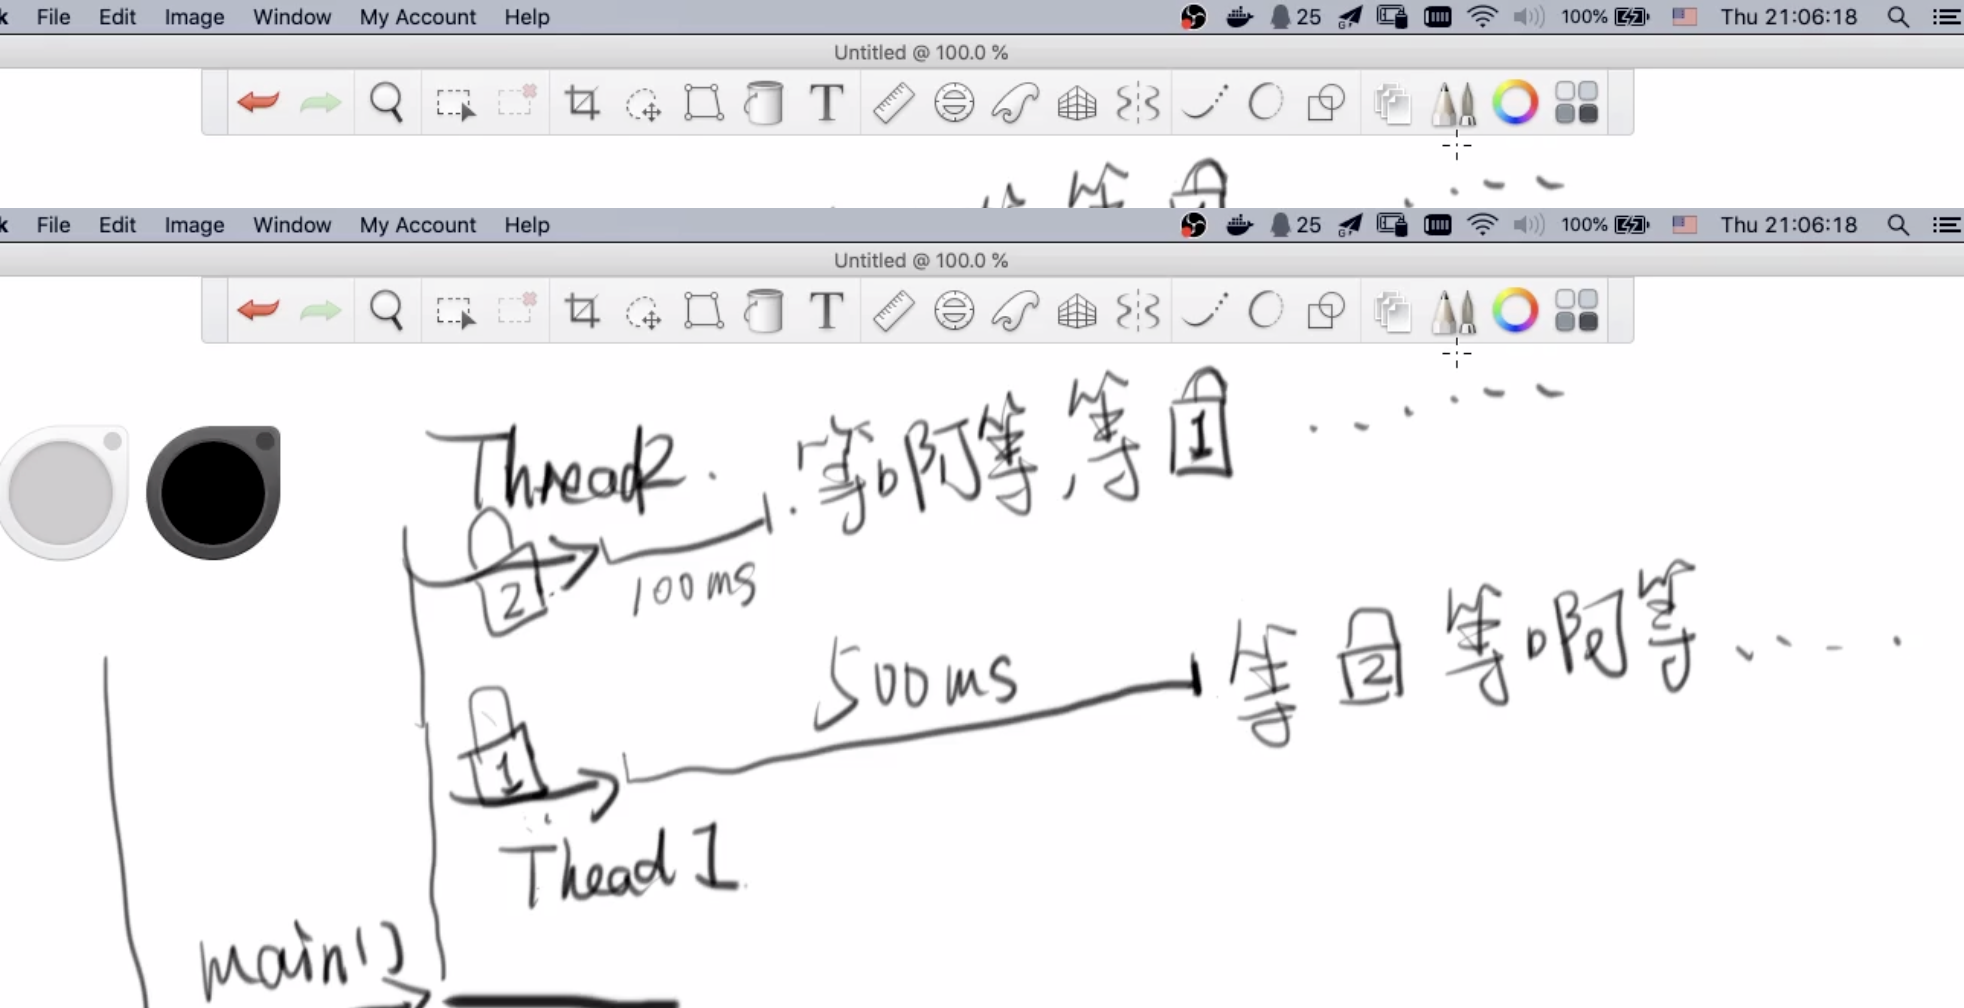 File Edit Image Window My Account Help 25 100% Thu 21:06:18
Untitled @ 100.0 %
T
File Edit Image Window My Account Help 25 100% Thu 21:06:18
Untitled @ 100.0 %
T
Thread2. 等啊等,等 1 ......
2 100ms
500ms 等 2 等啊等.....
1
Thead 1
main()